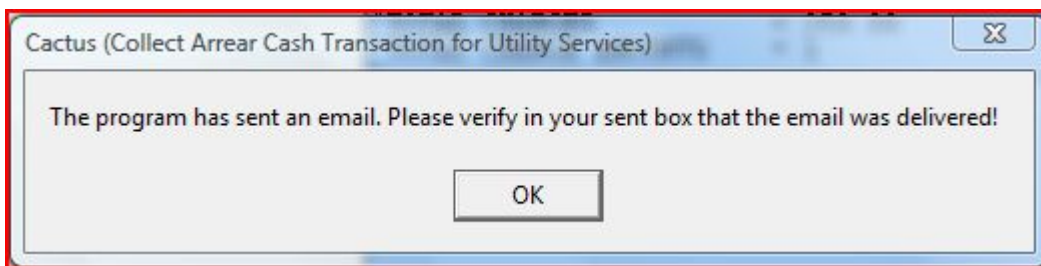 Cactus (Collect Arrear Cash Transaction for Utility Services)
The program has sent an email. Please verify in your sent box that the email was delivered!
OK